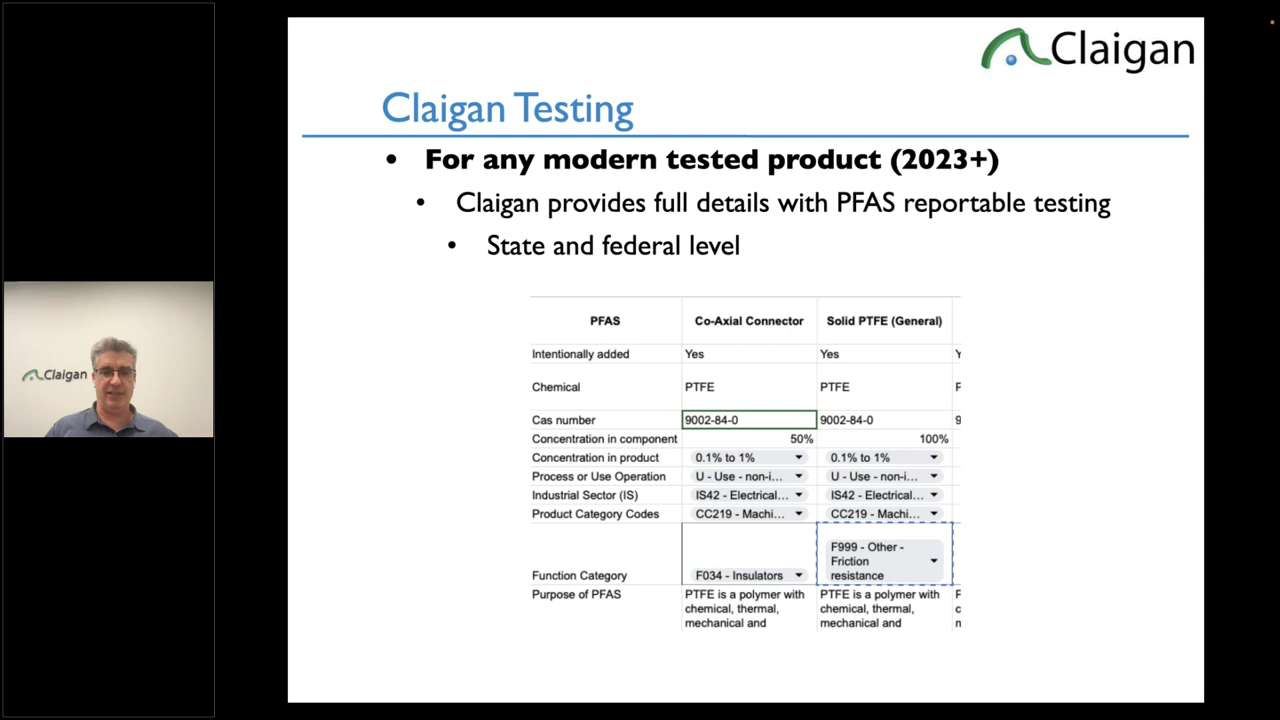 Claigan
Claigan Testing
• For any modern tested product (2023+)
• Claigan provides full details with PFAS reportable testing
• State and federal level
PFAS Co-Axial Connector Solid PTFE (General)
Intentionally added Yes Yes Y
Chemical PTFE PTFE F
Cas number 9002-84-0 9002-84-0 9
Concentration in component 50% 100%
Concentration in product 0.1% to 1% 0.1% to 1%
Process or Use Operation U - Use - non-i... U - Use - non-i...
Industrial Sector (IS) IS42 - Electrical... IS42 - Electrical...
Product Category Codes CC219 - Machi... CC219 - Machi...
Function Category F034 - Insulators F999 - Other -
Friction
resistance
Purpose of PFAS PTFE is a polymer with PTFE is a polymer with
chemical, thermal, chemical, thermal,
mechanical and mechanical and
Claigan